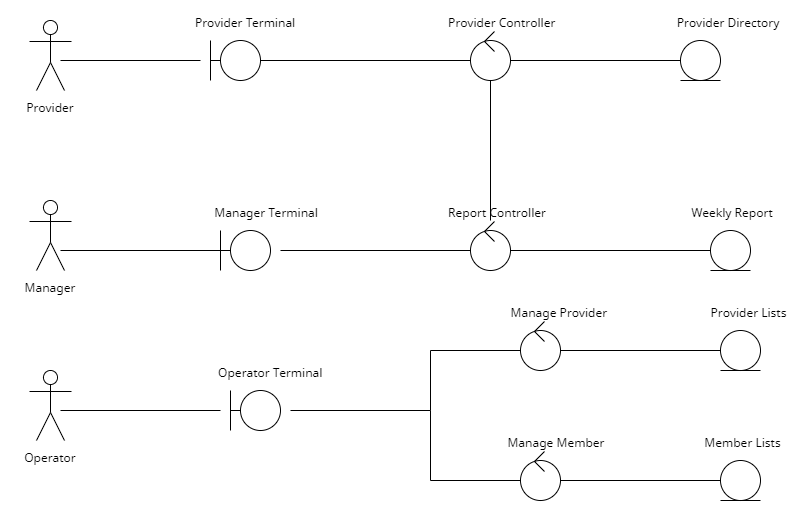 Provider Terminal
Provider Controller
Provider Directory
Provider
Manager Terminal
Report Controller
Weekly Report
Manager
Manage Provider
Provider Lists
Operator Terminal
Manage Member
Member Lists
Operator